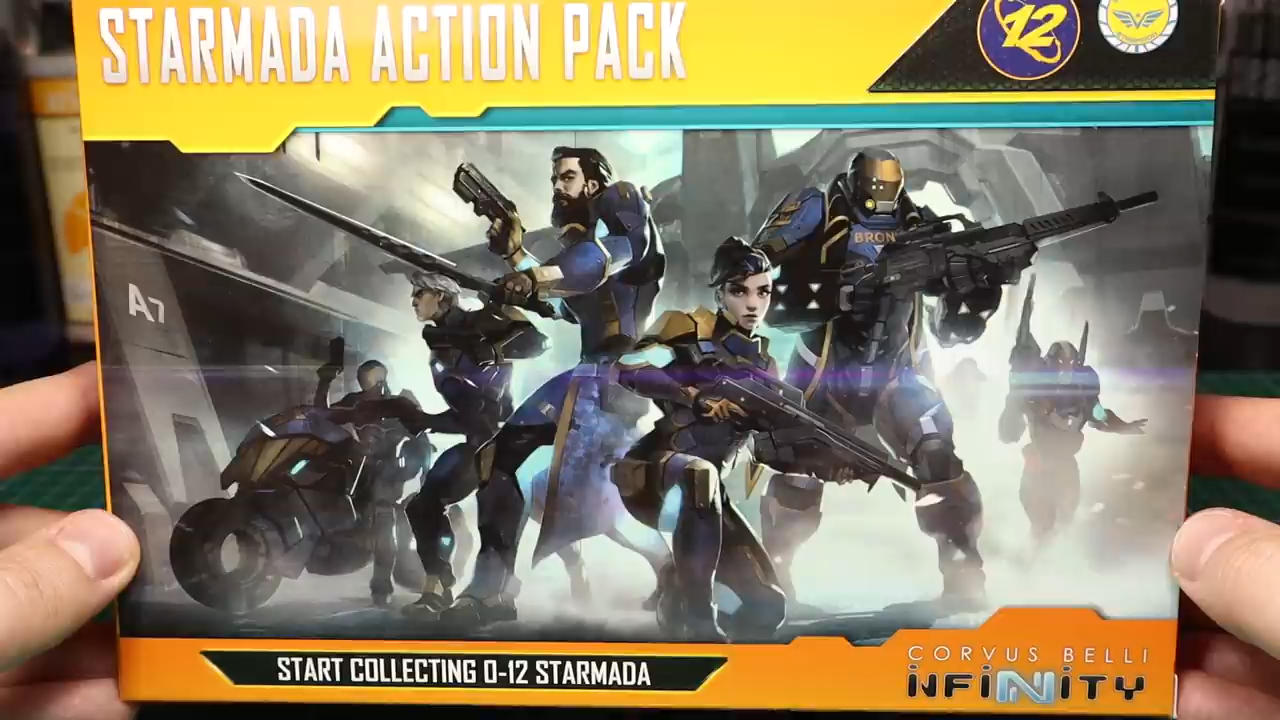 STARMADA ACTION PACK
12
BRON
A7
START COLLECTING O-12 STARMADA
CORVUS BELLI
INFINITY